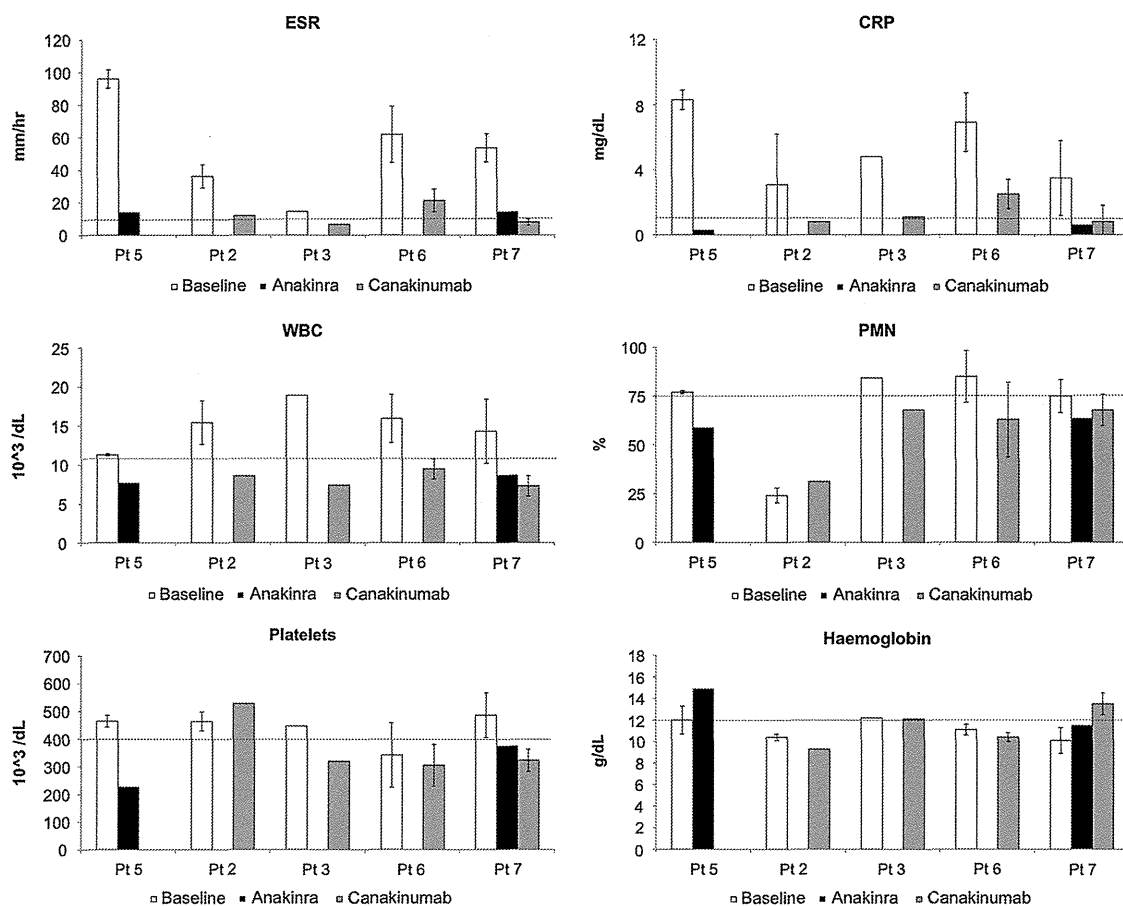 ESR
mm/hr
120
100
80
60
40
20
0
Pt 5 Pt 2 Pt 3 Pt 6 Pt 7
Baseline Anakinra Canakinumab
CRP
mg/dL
12
8
4
0
Pt 5 Pt 2 Pt 3 Pt 6 Pt 7
Baseline Anakinra Canakinumab
WBC
10^3 /dL
25
20
15
10
5
0
Pt 5 Pt 2 Pt 3 Pt 6 Pt 7
Baseline Anakinra Canakinumab
PMN
%
100
75
50
25
0
Pt 5 Pt 2 Pt 3 Pt 6 Pt 7
Baseline Anakinra Canakinumab
Platelets
10^3 /dL
700
600
500
400
300
200
100
0
Pt 5 Pt 2 Pt 3 Pt 6 Pt 7
Baseline Anakinra Canakinumab
Haemoglobin
g/dL
18
16
14
12
10
8
6
4
2
0
Pt 5 Pt 2 Pt 3 Pt 6 Pt 7
Baseline Anakinra Canakinumab